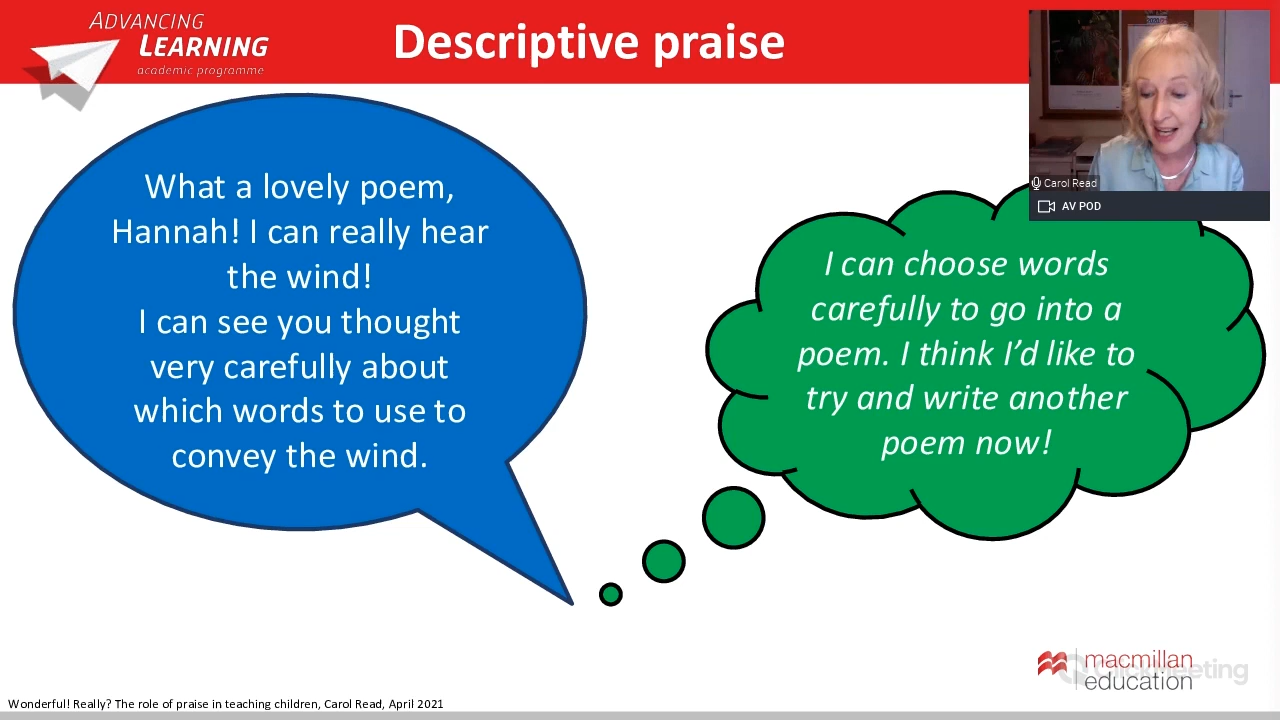 ADVANCING
LEARNING
academic programme
Descriptive praise
Carol Read
AV POD
What a lovely poem,
Hannah! I can really hear
the wind!
I can see you thought
very carefully about
which words to use to
convey the wind.
I can choose words
carefully to go into a
poem. I think I’d like to
try and write another
poem now!
macmillan
education
ClickMeeting
Wonderful! Really? The role of praise in teaching children, Carol Read, April 2021